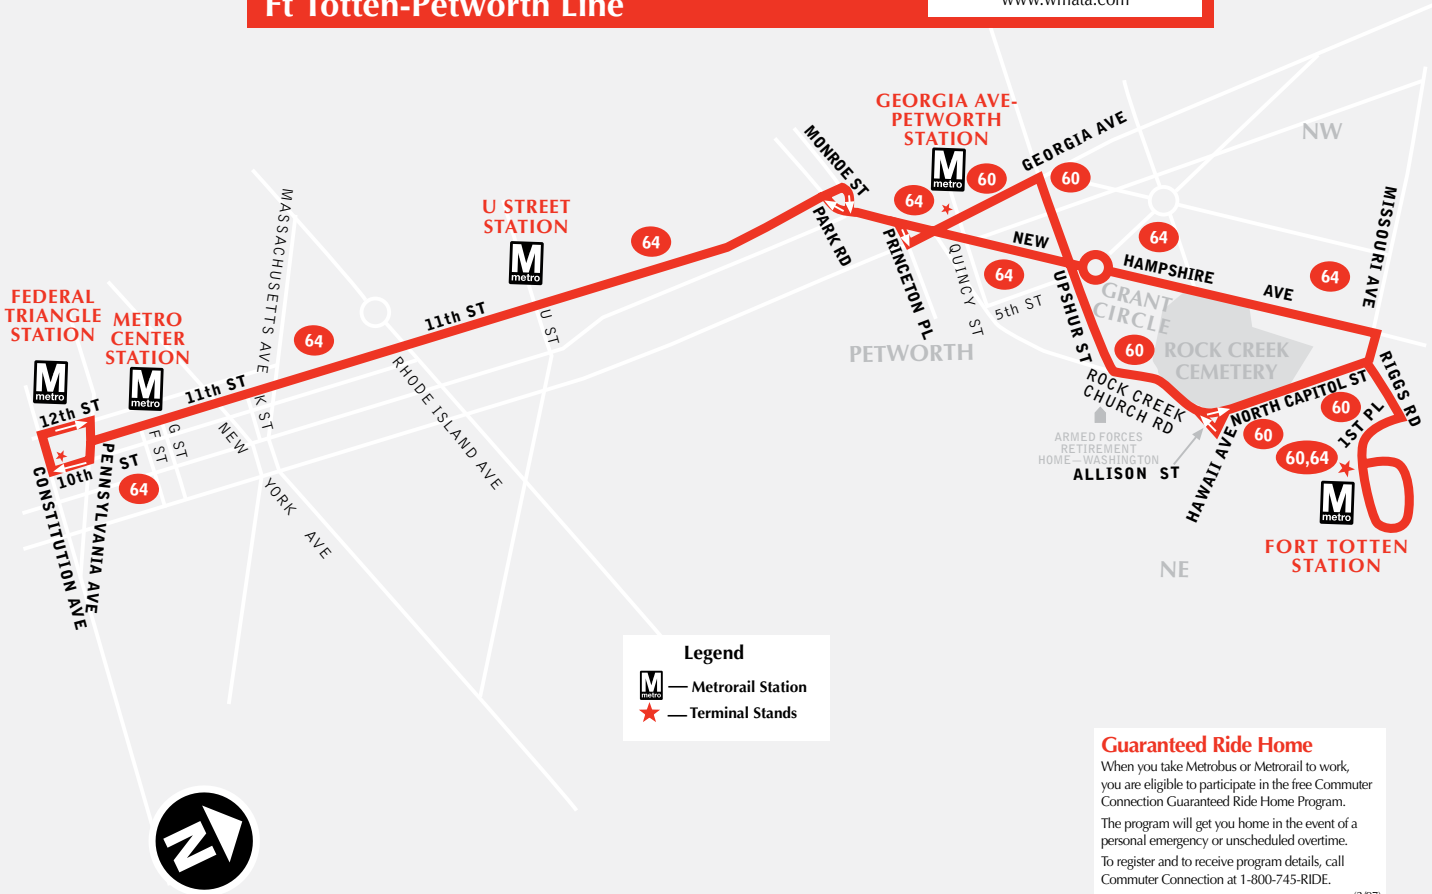 Ft Totten-Petworth Line
www.wmata.com
GEORGIA AVE-
PETWORTH
STATION
M
metro
GEORGIA AVE
NW
MONROE ST
60
60
64
MISSOURI AVE
U STREET
STATION
M
metro
64
PARK RD
PRINCETON PL
QUINCY ST
NEW
HAMPSHIRE
AVE
64
64
64
5th ST
UPSHUR ST
GRANT
CIRCLE
MASSACHUSETTS AVE
FEDERAL
TRIANGLE
STATION
M
metro
METRO
CENTER
STATION
M
metro
64
11th ST
U ST
PETWORTH
60
ROCK CREEK
CEMETERY
RIGGS RD
12th ST
11th ST
K ST
RHODE ISLAND AVE
ROCK CREEK
CHURCH RD
NORTH CAPITOL ST
60
1ST PL
G ST
F ST
NEW
YORK
AVE
10th
ST
64
ARMED FORCES
RETIREMENT
HOME—WASHINGTON
ALLISON ST
HAWAII AVE
60
60,64
M
metro
FORT TOTTEN
STATION
CONSTITUTION AVE
PENNSYLVANIA AVE
NE
Legend
M
metro
— Metrorail Station
— Terminal Stands
N
Guaranteed Ride Home
When you take Metrobus or Metrorail to work,
you are eligible to participate in the free Commuter
Connection Guaranteed Ride Home Program.
The program will get you home in the event of a
personal emergency or unscheduled overtime.
To register and to receive program details, call
Commuter Connection at 1-800-745-RIDE.